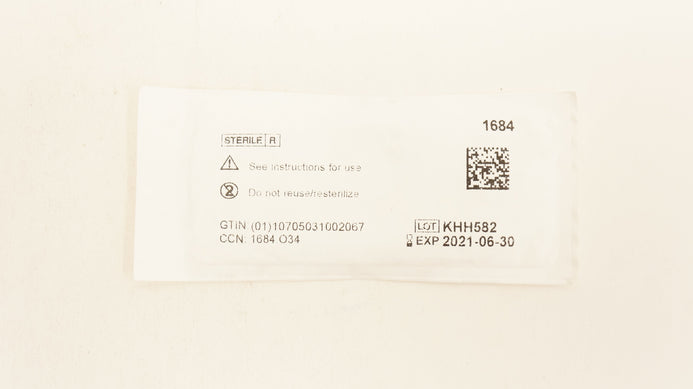 1684
STERILE R
See instructions for use
Do not reuse/resterilize
GTIN: (01)10705031002067
CCN: 1684.O34
LOT KHH582
EXP 2021-06-30